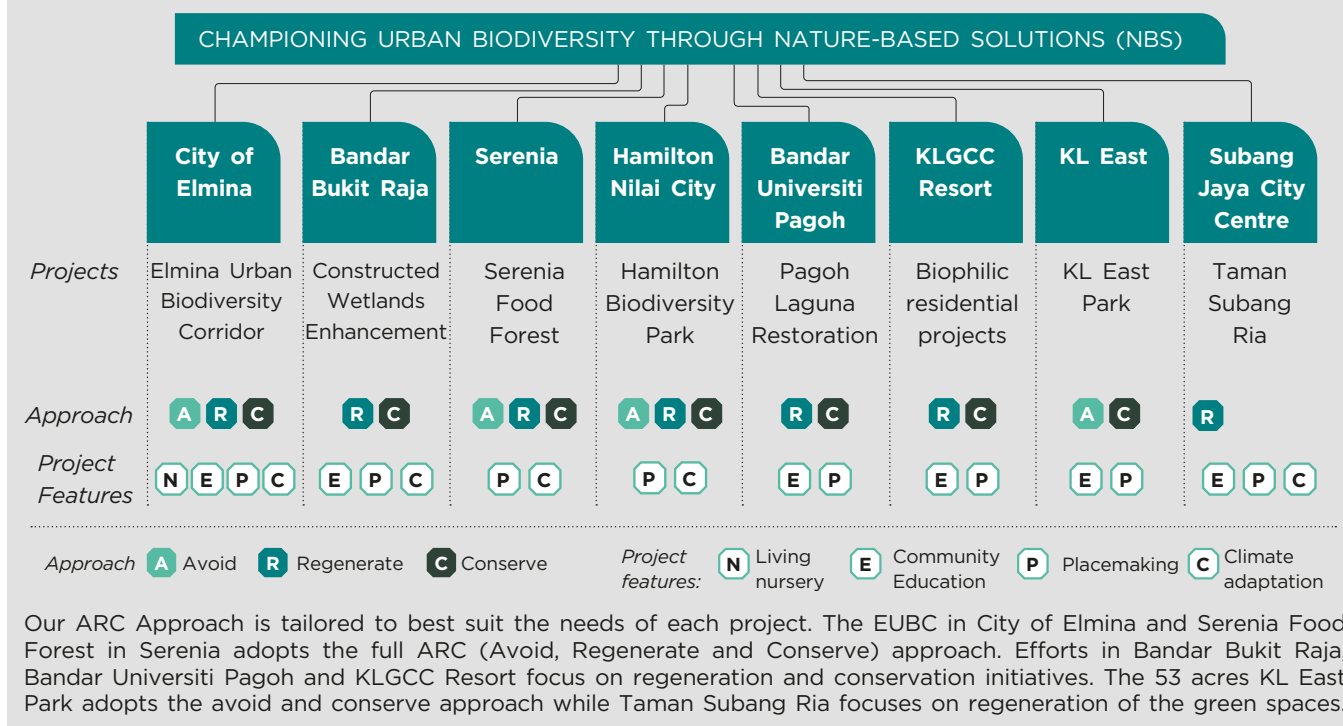 CHAMPIONING URBAN BIODIVERSITY THROUGH NATURE-BASED SOLUTIONS (NBS)
City of
Elmina
Bandar
Bukit Raja
Serenia
Hamilton
Nilai City
Bandar
Universiti
Pagoh
KLGCC
Resort
KL East
Subang
Jaya City
Centre
Projects
Elmina Urban
Biodiversity
Corridor
Constructed
Wetlands
Enhancement
Serenia
Food
Forest
Hamilton
Biodiversity
Park
Pagoh
Laguna
Restoration
Biophilic
residential
projects
KL East
Park
Taman
Subang
Ria
Approach
A R C
R C
A R C
A R C
R C
R C
A C
R
Project
Features
N E P C
E P C
P C
P C
E P
E P
E P
E P C
Approach A Avoid R Regenerate C Conserve
Project
features:
N Living
nursery
E Community
Education
P Placemaking
C Climate
adaptation
Our ARC Approach is tailored to best suit the needs of each project. The EUBC in City of Elmina and Serenia Food
Forest in Serenia adopts the full ARC (Avoid, Regenerate and Conserve) approach. Efforts in Bandar Bukit Raja,
Bandar Universiti Pagoh and KLGCC Resort focus on regeneration and conservation initiatives. The 53 acres KL East
Park adopts the avoid and conserve approach while Taman Subang Ria focuses on regeneration of the green spaces.